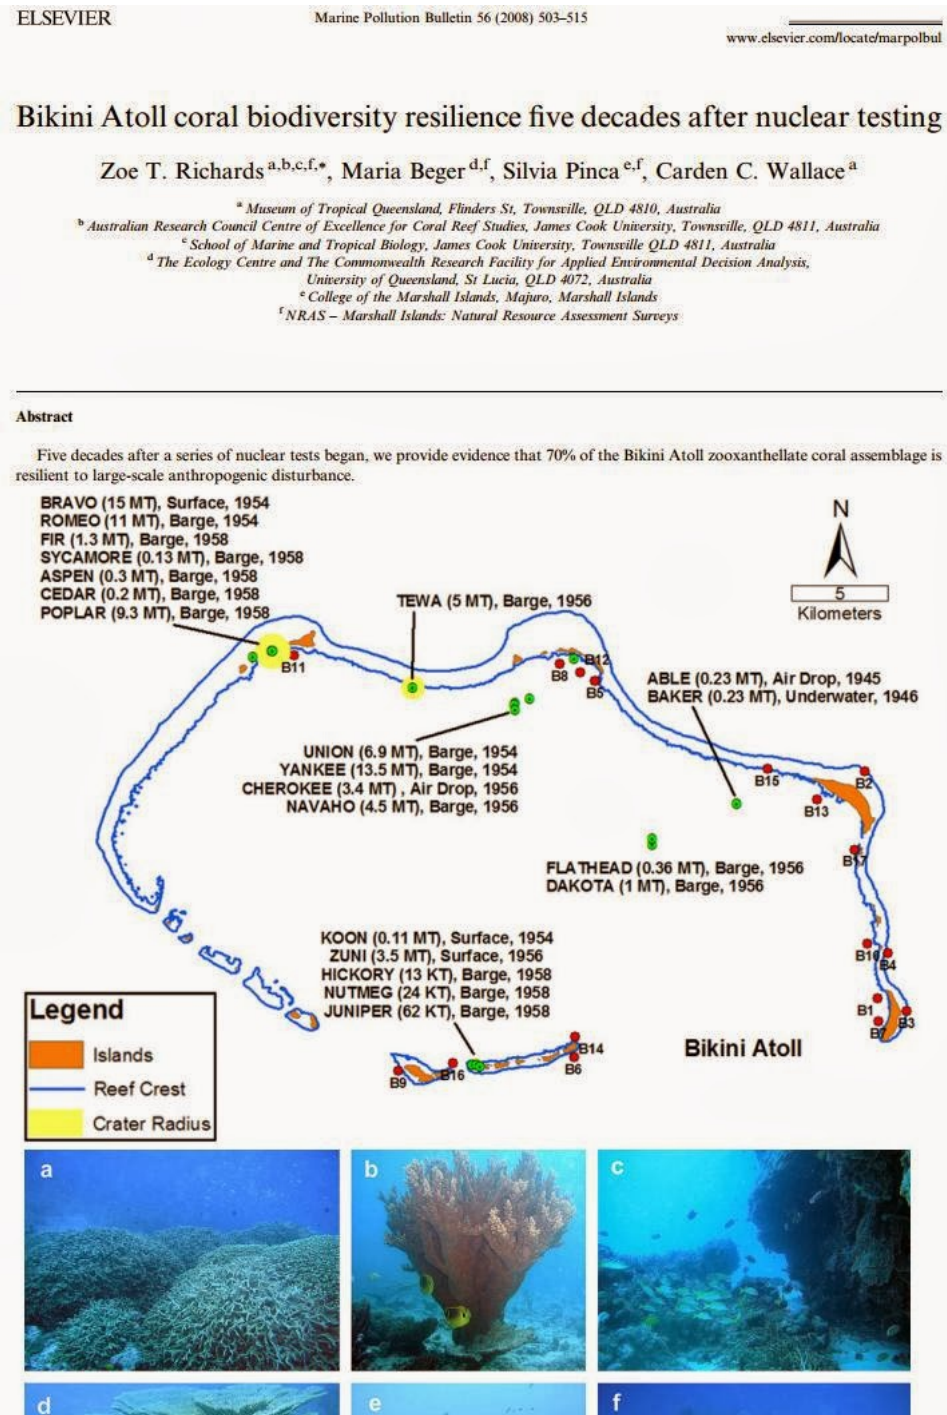 ELSEVIER
Marine Pollution Bulletin 56 (2008) 503–515
www.elsevier.com/locate/marpolbul
Bikini Atoll coral biodiversity resilience five decades after nuclear testing
Zoe T. Richards a,b,c,f,*, Maria Beger d,f, Silvia Pinca e,f, Carden C. Wallace a
a Museum of Tropical Queensland, Flinders St, Townsville, QLD 4810, Australia
b Australian Research Council Centre of Excellence for Coral Reef Studies, James Cook University, Townsville, QLD 4811, Australia
c School of Marine and Tropical Biology, James Cook University, Townsville QLD 4811, Australia
d The Ecology Centre and The Commonwealth Research Facility for Applied Environmental Decision Analysis,
University of Queensland, St Lucia, QLD 4072, Australia
e College of the Marshall Islands, Majuro, Marshall Islands
f NRAS – Marshall Islands: Natural Resource Assessment Surveys
Abstract
Five decades after a series of nuclear tests began, we provide evidence that 70% of the Bikini Atoll zooxanthellate coral assemblage is
resilient to large-scale anthropogenic disturbance.
BRAVO (15 MT), Surface, 1954
ROMEO (11 MT), Barge, 1954
FIR (1.3 MT), Barge, 1958
SYCAMORE (0.13 MT), Barge, 1958
ASPEN (0.3 MT), Barge, 1958
CEDAR (0.2 MT), Barge, 1958
POPLAR (9.3 MT), Barge, 1958
N
5
Kilometers
TEWA (5 MT), Barge, 1956
B11
B12
B8
B5
ABLE (0.23 MT), Air Drop, 1945
BAKER (0.23 MT), Underwater, 1946
UNION (6.9 MT), Barge, 1954
YANKEE (13.5 MT), Barge, 1954
CHEROKEE (3.4 MT) , Air Drop, 1956
NAVAHO (4.5 MT), Barge, 1956
B15
B2
B13
B17
FLATHEAD (0.36 MT), Barge, 1956
DAKOTA (1 MT), Barge, 1956
KOON (0.11 MT), Surface, 1954
ZUNI (3.5 MT), Surface, 1956
HICKORY (13 KT), Barge, 1958
NUTMEG (24 KT), Barge, 1958
JUNIPER (62 KT), Barge, 1958
B10
B4
B1
B3
B7
Legend
Islands
Reef Crest
Crater Radius
B14
B6
B16
B9
Bikini Atoll
a
b
c
d
e
f